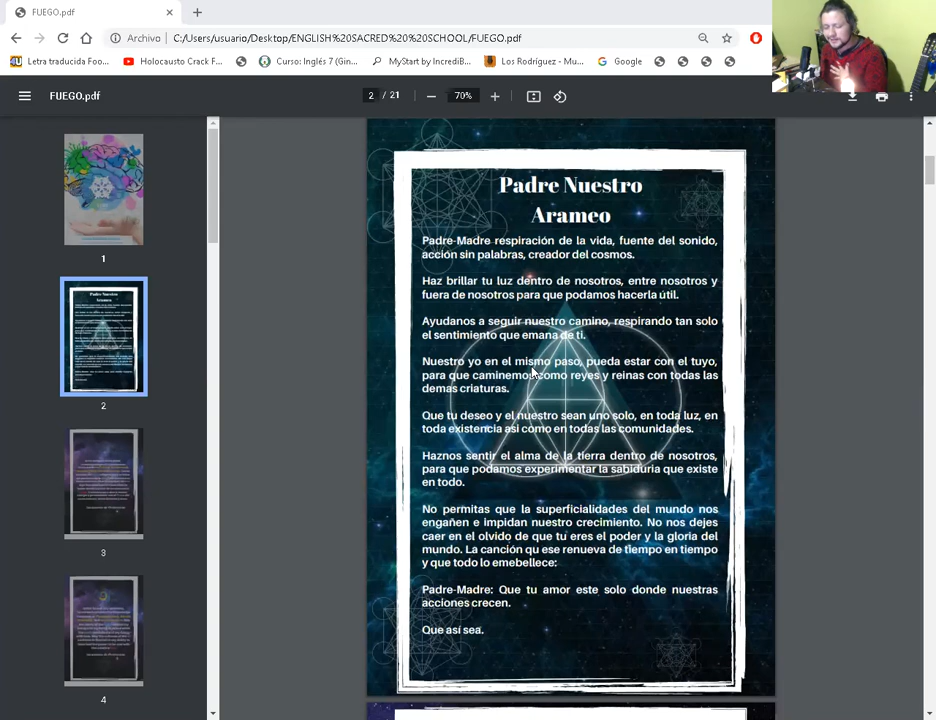 FUEGO.pdf
Archivo
C:/Users/usuario/Desktop/ENGLISH%20SACRED%20%20SCHOOL/FUEGO.pdf
Letra traducida Foo...
Holocausto Crack F...
Curso: Inglés 7 (Gin...
MyStart by IncrediB...
Los Rodríguez - Mu...
Google
FUEGO.pdf
2 / 21
70%
1
2
3
4
Padre Nuestro
Arameo
Padre-Madre respiración de la vida, fuente del sonido,
acción sin palabras, creador del cosmos.
Haz brillar tu luz dentro de nosotros, entre nosotros y
fuera de nosotros para que podamos hacerla útil.
Ayudanos a seguir nuestro camino, respirando tan solo
el sentimiento que emana de ti.
Nuestro yo en el mismo paso, pueda estar con el tuyo,
para que caminemos como reyes y reinas con todas las
demas criaturas.
Que tu deseo y el nuestro sean uno solo, en toda luz, en
toda existencia asi como en todas las comunidades.
Haznos sentir el alma de la tierra dentro de nosotros,
para que podamos experimentar la sabiduria que existe
en todo.
No permitas que la superficialidades del mundo nos
engañen e impidan nuestro crecimiento. No nos dejes
caer en el olvido de que tu eres el poder y la gloria del
mundo. La canción qu ese renueva de tiempo en tiempo
y que todo lo emebellece:
Padre-Madre: Que tu amor este solo donde nuestras
acciones crecen.
Que así sea.